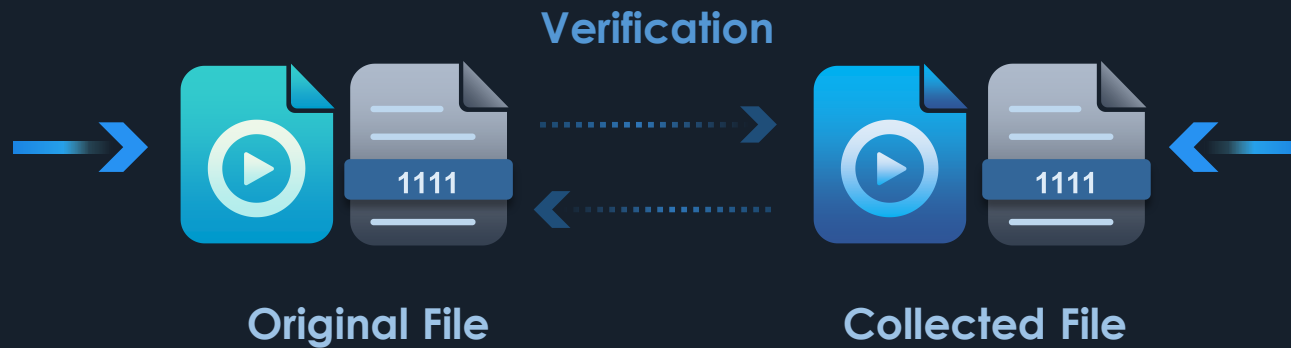 Verification
1111
1111
Original File
Collected File